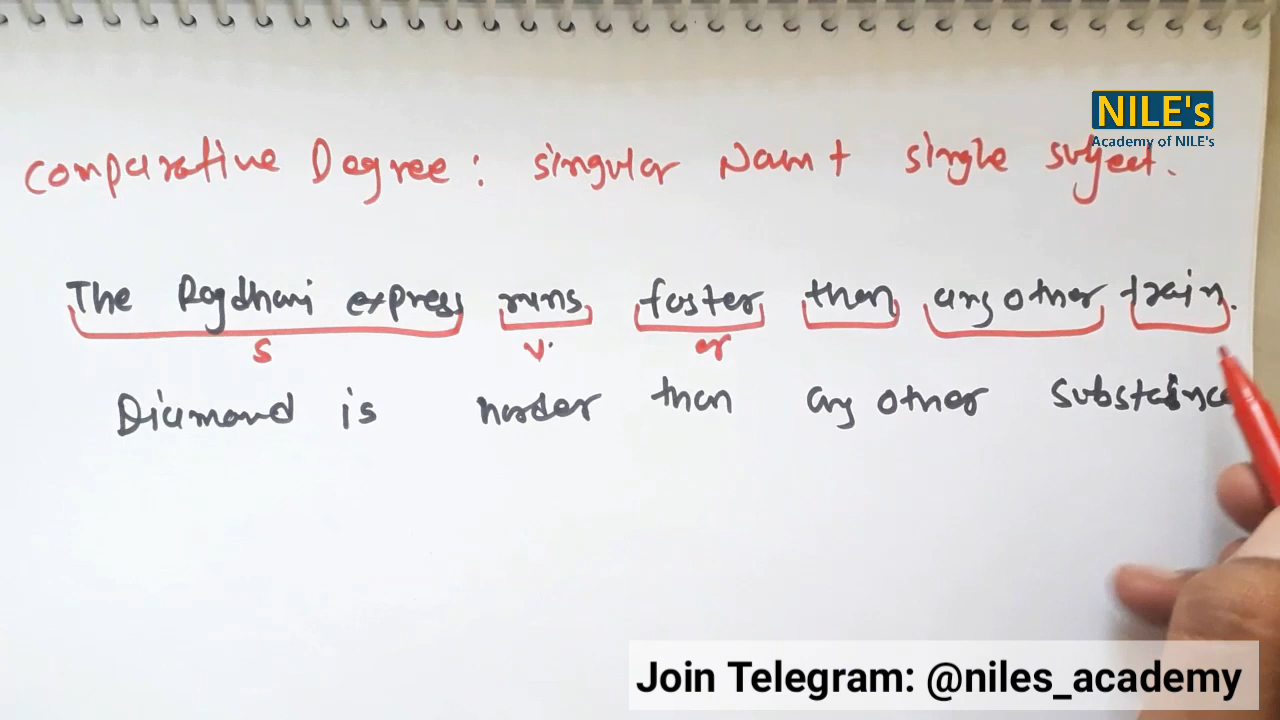 NILE's
Academy of NILE's
Comparative Degree: singular Noun + single subject.
The Rajdhani express runs faster than any other train.
S V. er
Diamond is harder than any other substance
Join Telegram: @niles_academy